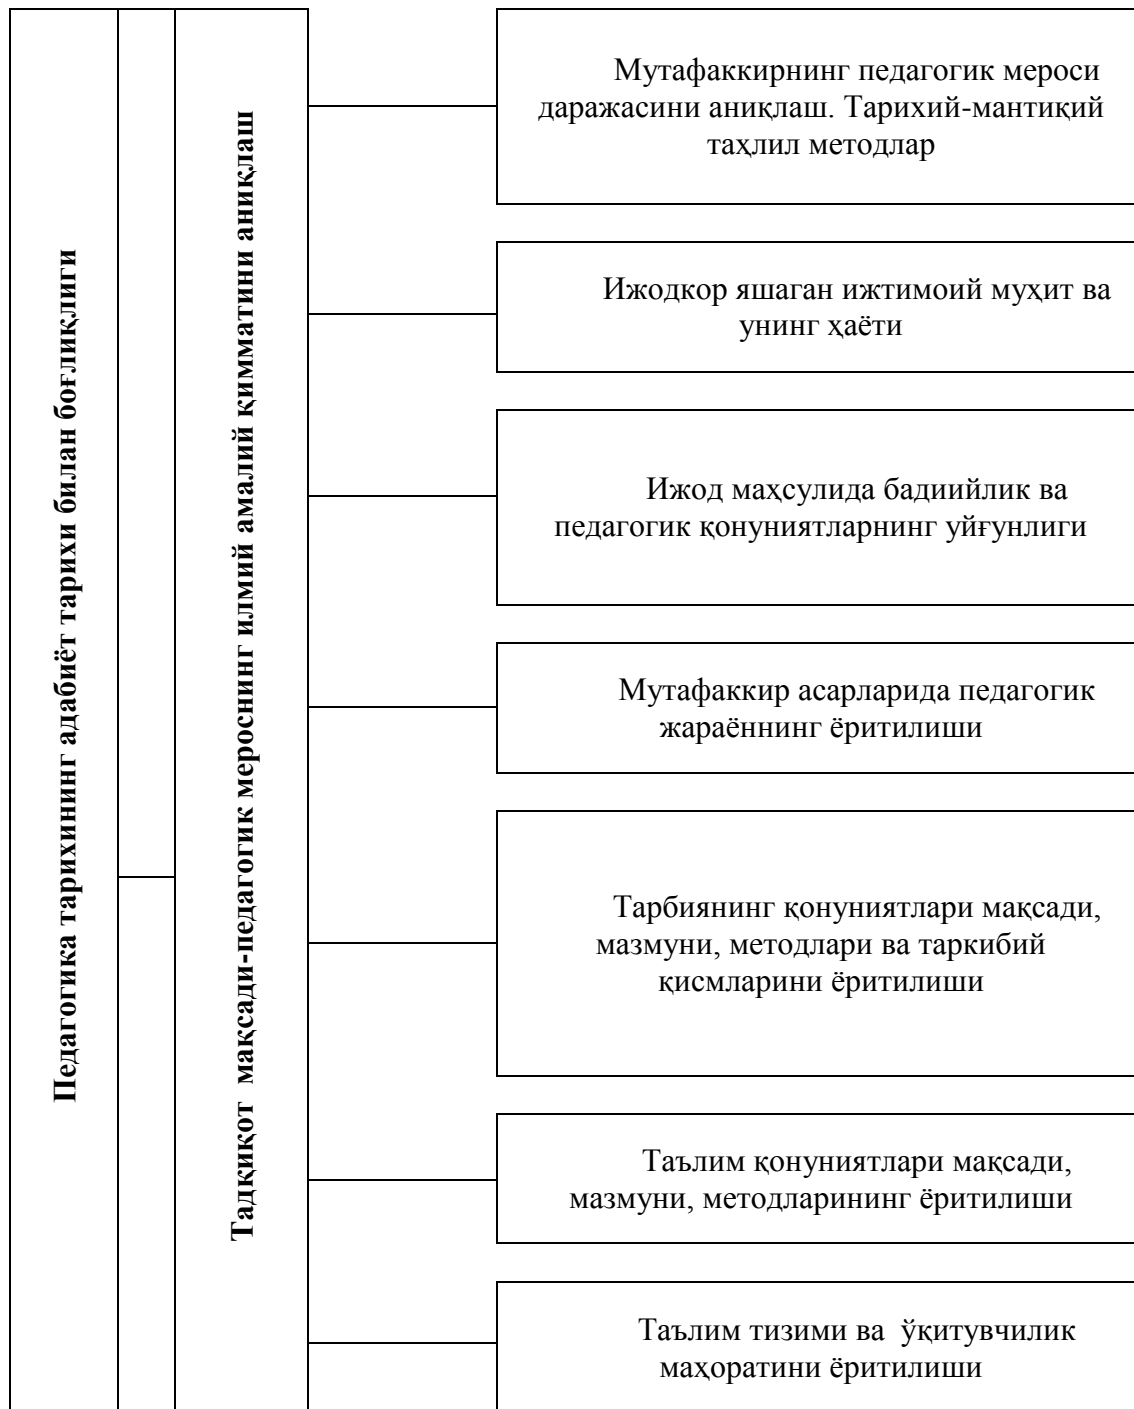 Педагогика тарихининг адабиёт тарихи билан боғлиқлиги
Тадқиқот мақсади-педагогик мероснинг илмий амалий қимматини аниқлаш
Мутафаккирнинг педагогик мероси
даражасини аниқлаш. Тарихий-мантиқий
таҳлил методлар
Ижодкор яшаган ижтимоий муҳит ва
унинг ҳаёти
Ижод маҳсулида бадиийлик ва
педагогик қонуниятларнинг уйғунлиги
Мутафаккир асарларида педагогик
жараённинг ёритилиши
Тарбиянинг қонуниятлари мақсади,
мазмуни, методлари ва таркибий
қисмларини ёритилиши
Таълим қонуниятлари мақсади,
мазмуни, методларининг ёритилиши
Таълим тизими ва ўқитувчилик
маҳоратини ёритилиши